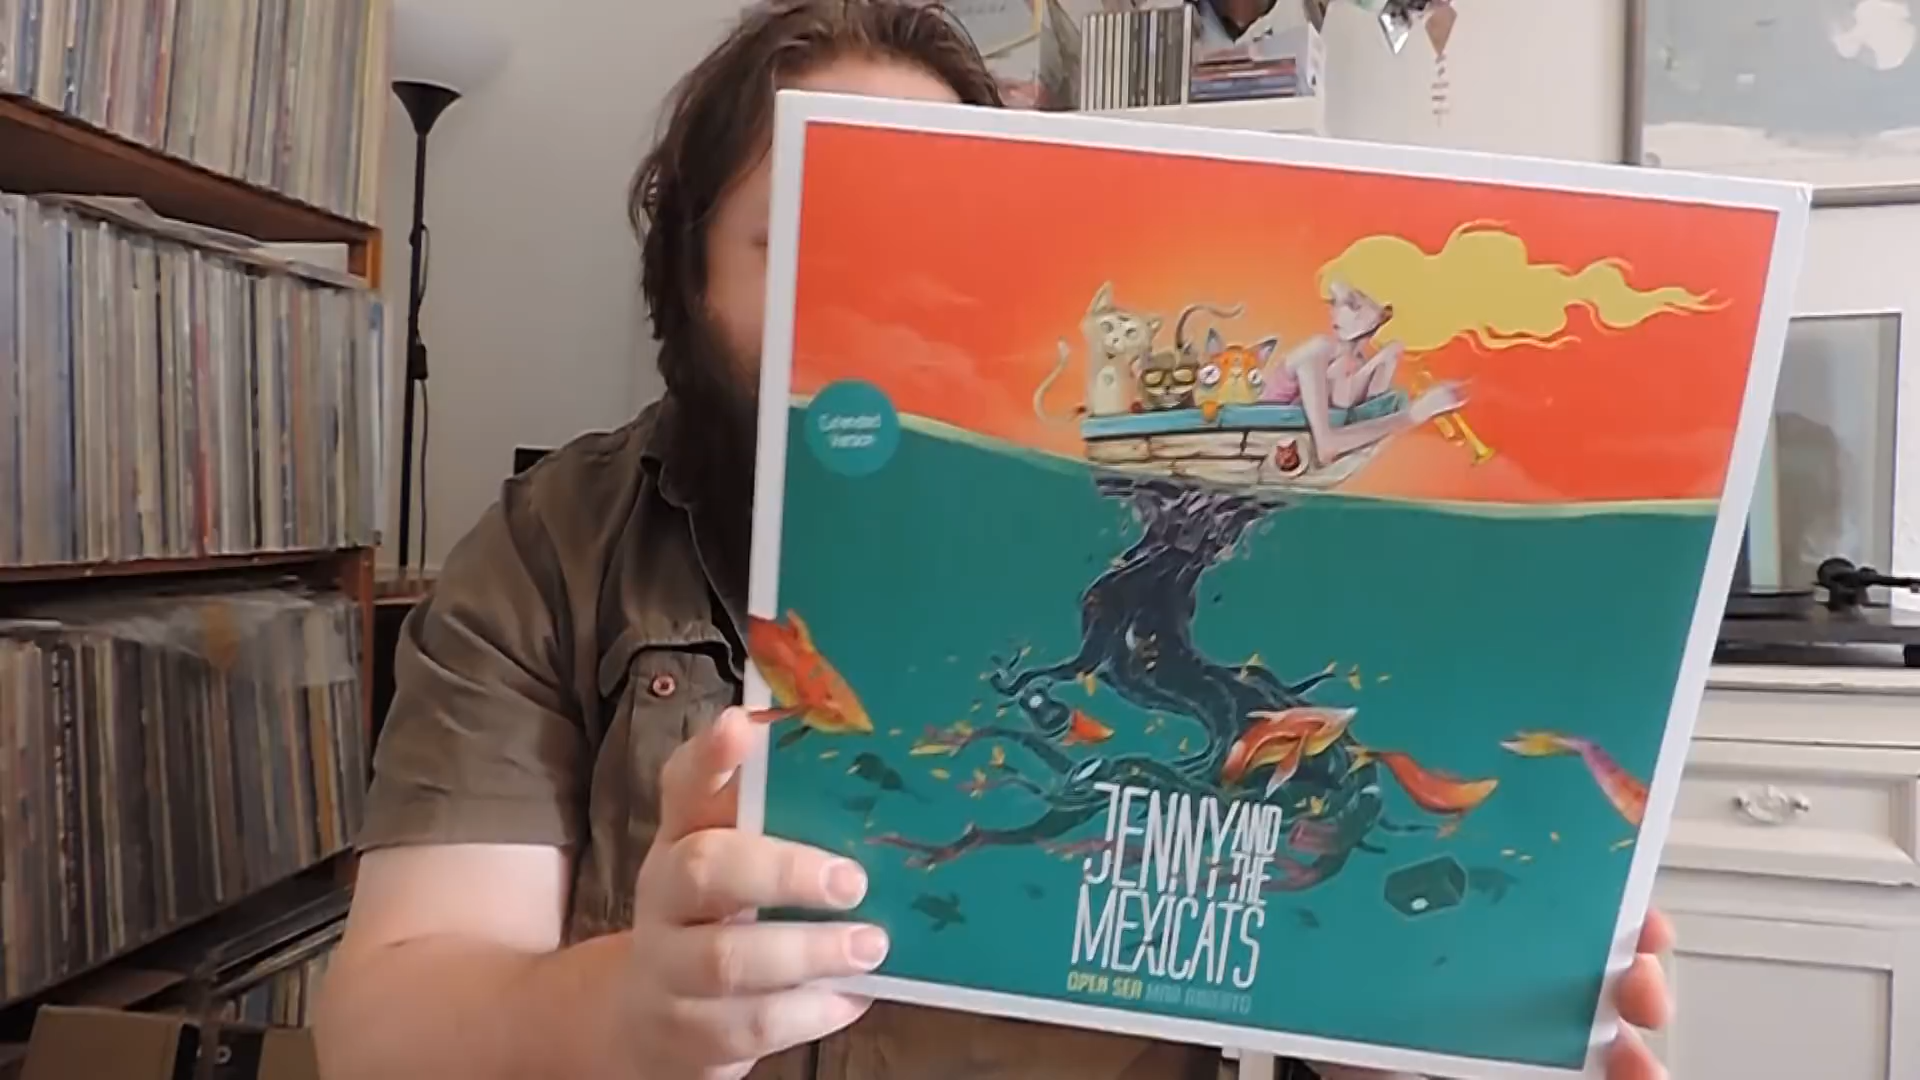 Extended
Version
JENNY AND
THE
MEXICATS
OPEN SEA MAR ABIERTO